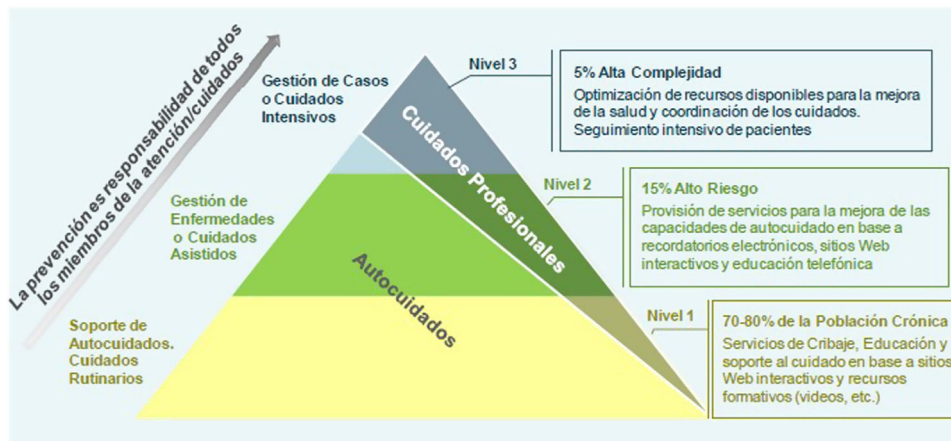 La prevención es responsabilidad de todos
los miembros de la atención/cuidados
Gestión de Casos
o Cuidados
Intensivos
Gestión de
Enfermedades
o Cuidados
Asistidos
Soporte de
Autocuidados.
Cuidados
Rutinarios
Cuidados Profesionales
Autocuidados
Nivel 3
5% Alta Complejidad
Optimización de recursos disponibles para la mejora
de la salud y coordinación de los cuidados.
Seguimiento intensivo de pacientes
Nivel 2
15% Alto Riesgo
Provisión de servicios para la mejora de las
capacidades de autocuidado en base a
recordatorios electrónicos, sitios Web
interactivos y educación telefónica
Nivel 1
70-80% de la Población Crónica
Servicios de Cribaje, Educación y
soporte al cuidado en base a sitios
Web interactivos y recursos
formativos (videos, etc.)